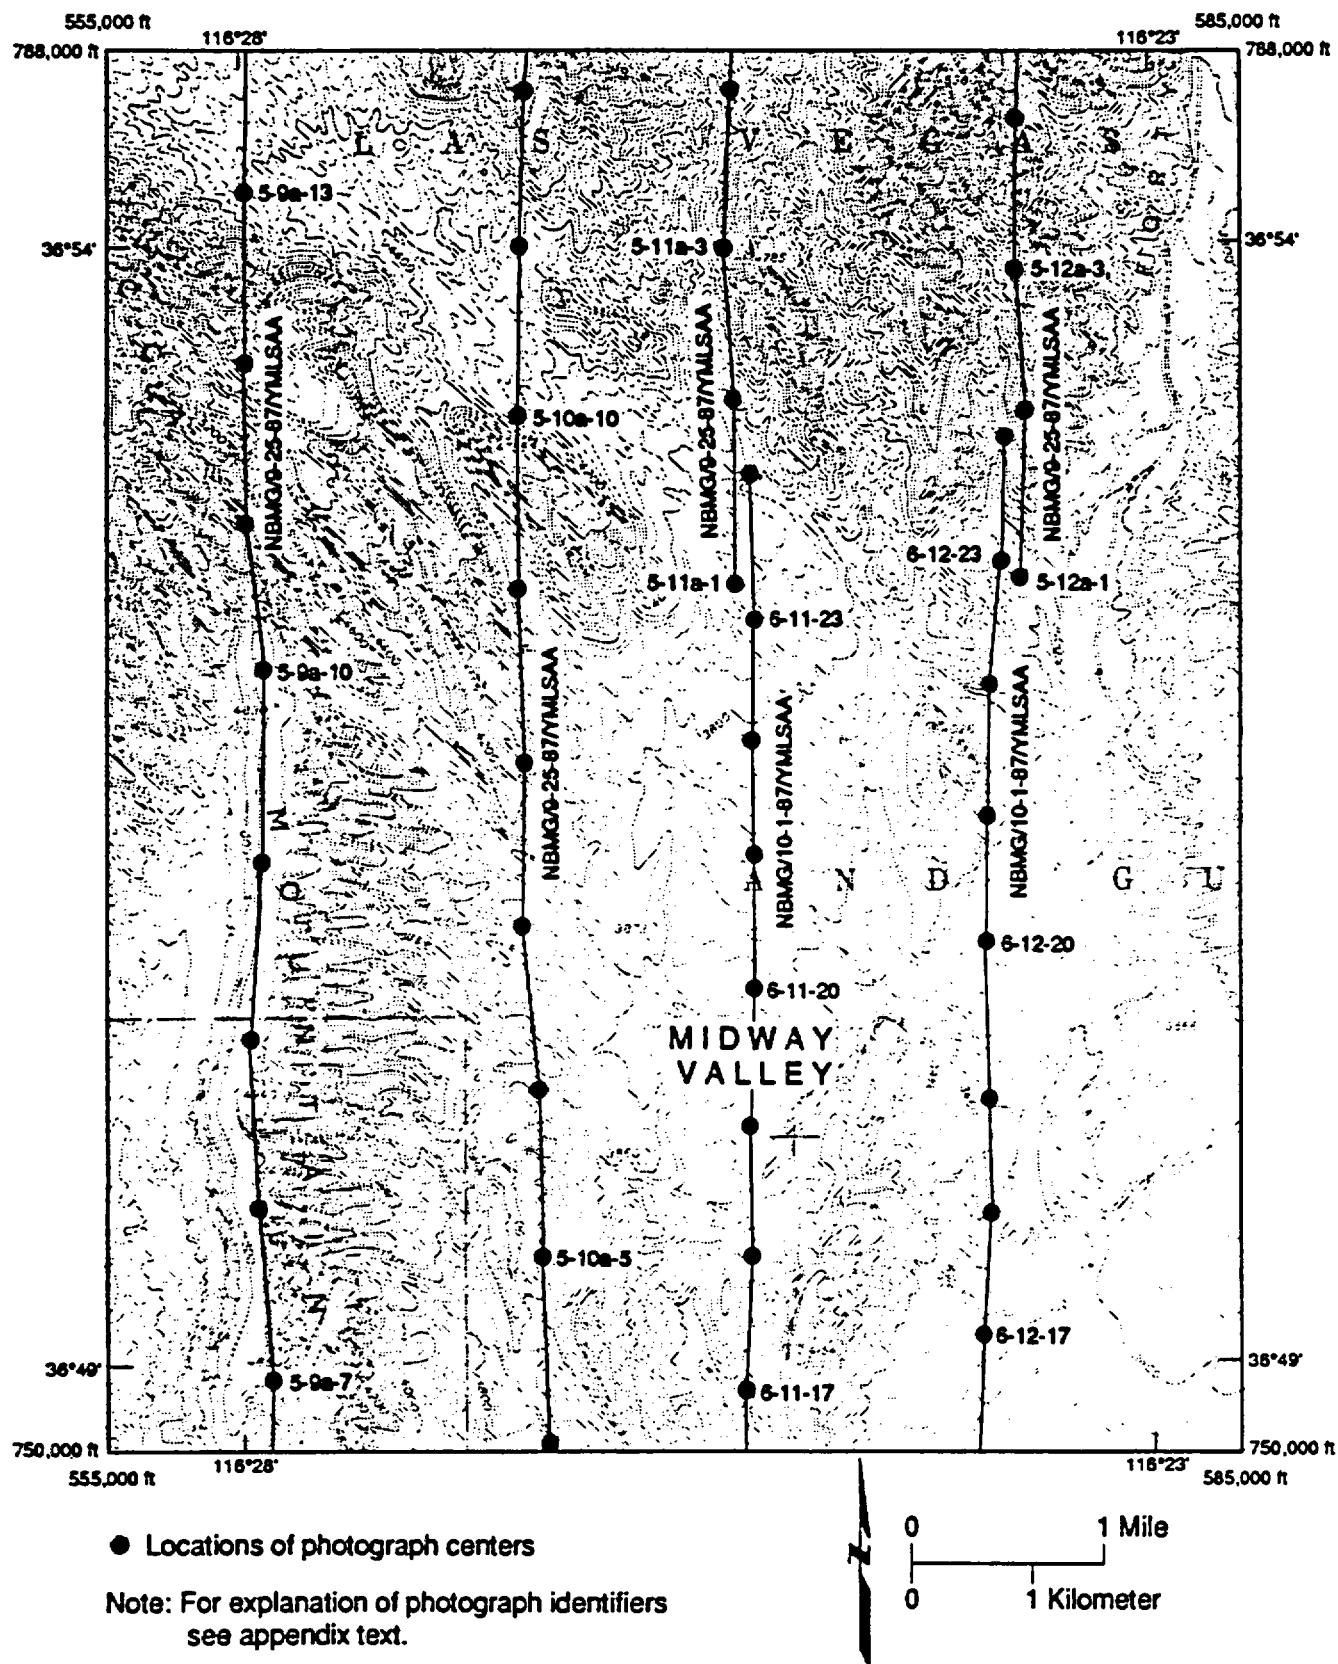 555,000 ft
585,000 ft
788,000 ft
116°28'
116°23'
788,000 ft
L A S V E G A S
5-9a-13
36°54'
5-11a-3
36°54'
5-12a-3
NBMG/9-25-87/YMLSAA
NBMG/9-25-87/YMLSAA
NBMG/9-25-87/YMLSAA
5-10a-10
6-12-23
5-11a-1
5-12a-1
6-11-23
5-9a-10
NBMG/9-25-87/YMLSAA
NBMG/10-1-87/YMLSAA
NBMG/10-1-87/YMLSAA
MOUNTAIN
A N D G U
6-12-20
6-11-20
MIDWAY
VALLEY
5-10a-5
6-12-17
36°49'
36°49'
5-9a-7
6-11-17
750,000 ft
750,000 ft
555,000 ft
116°28'
116°23'
585,000 ft
Locations of photograph centers
N
0 1 Mile
0 1 Kilometer
Note: For explanation of photograph identifiers
see appendix text.